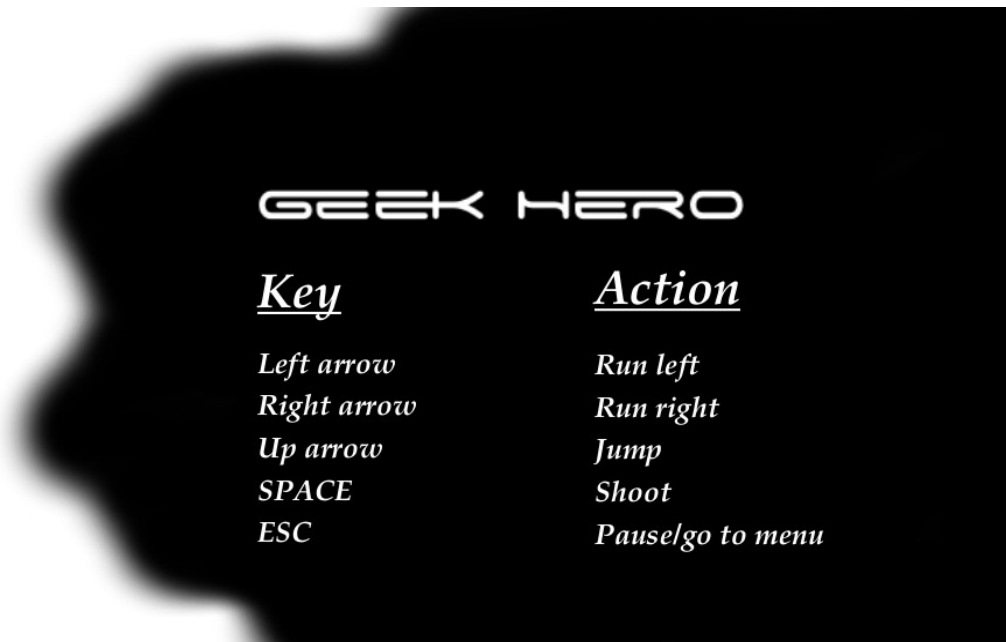 GEEK HERO
Key Action
Left arrow Run left
Right arrow Run right
Up arrow Jump
SPACE Shoot
ESC Pause/go to menu